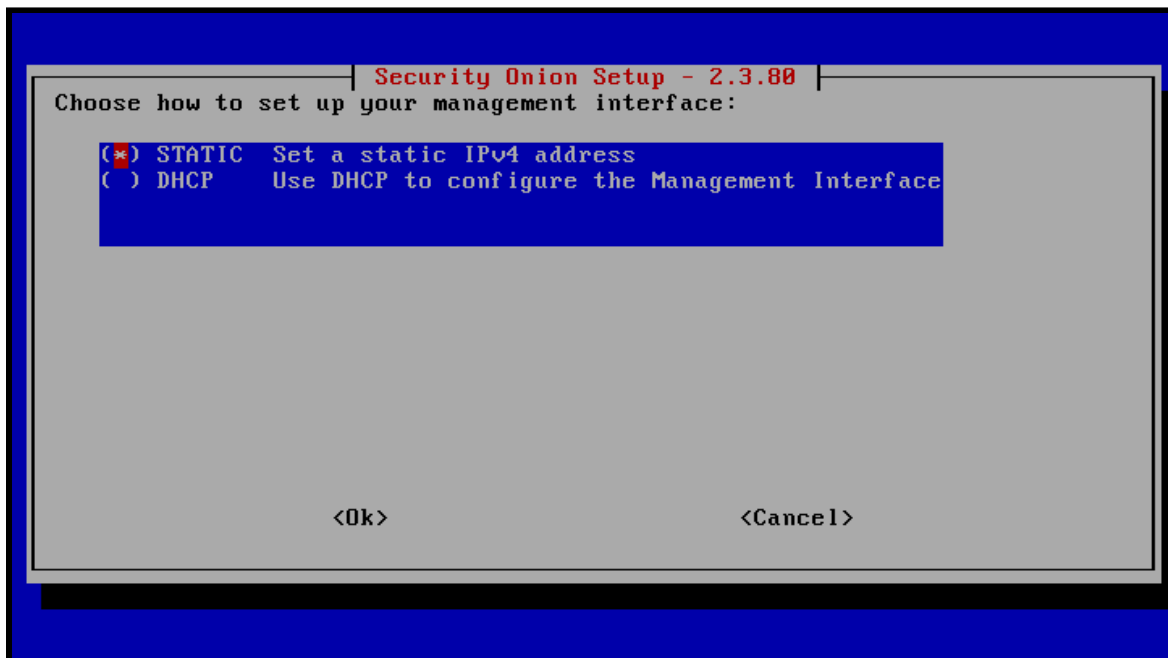 Security Onion Setup - 2.3.80
Choose how to set up your management interface:
(*) STATIC  Set a static IPv4 address
( ) DHCP    Use DHCP to configure the Management Interface
<Ok> <Cancel>